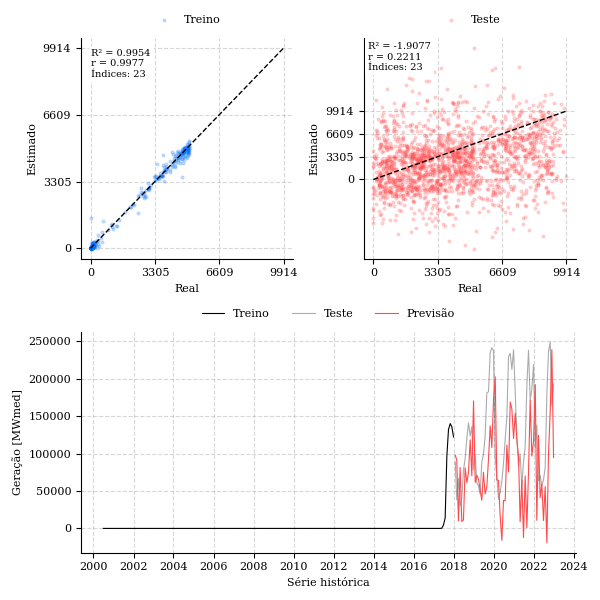 Treino
Teste
R² = 0.9954
r = 0.9977
Índices: 23
R² = -1.9077
r = 0.2211
Índices: 23
9914
6609
3305
0
Estimado
0
3305
6609
9914
Real
9914
6609
3305
0
Estimado
0
3305
6609
9914
Real
Treino
Teste
Previsão
250000
200000
150000
100000
50000
0
Geração [MWmed]
2000
2002
2004
2006
2008
2010
2012
2014
2016
2018
2020
2022
2024
Série histórica